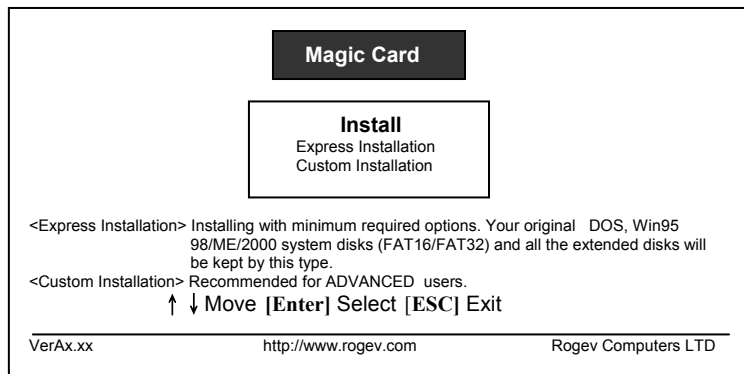 Magic Card
Install
Express Installation
Custom Installation
<Express Installation> Installing with minimum required options. Your original DOS, Win95
98/ME/2000 system disks (FAT16/FAT32) and all the extended disks will
be kept by this type.
<Custom Installation> Recommended for ADVANCED users.
↑ ↓ Move [Enter] Select [ESC] Exit
VerAx.xx http://www.rogev.com Rogev Computers LTD